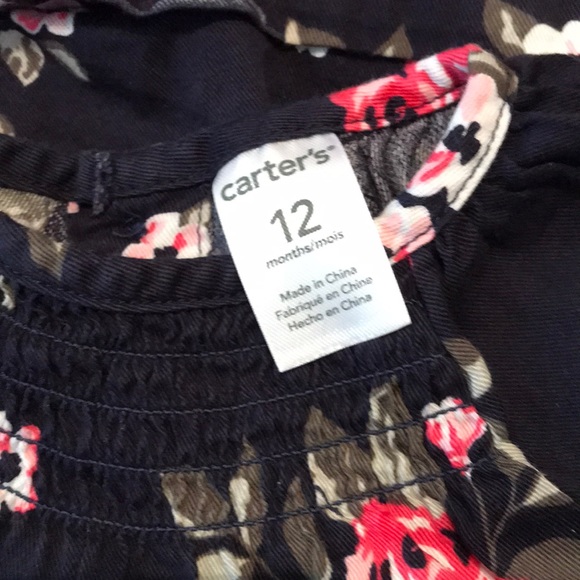 carter's
12
months/mois
Made in China
Fabriqué en Chine
Hecho en China